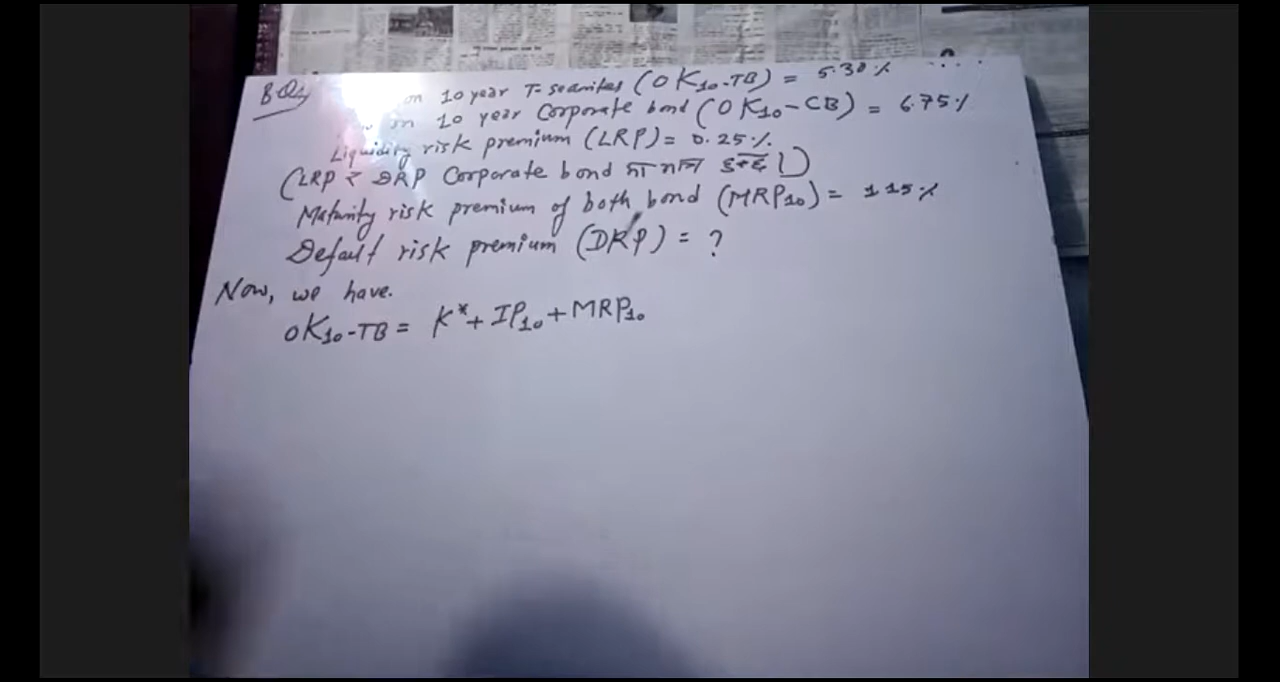 on 10 year T-Securites (OK10-TB) = 5.30%
on 10 year Corporate bond (OK10-CB) = 6.75%
Liquidity risk premium (LRP) = 0.25%.
(LRP र DRP Corporate bond मा मात्र हुन्छ ।)
Maturity risk premium of both bond (MRP10) = 1.15%
Default risk premium (DRP) = ?
Now, we have.
OK10-TB = K*+ IP10 + MRP10